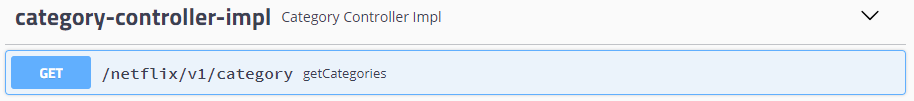 category-controller-impl Category Controller Impl
GET /netflix/v1/category getCategories